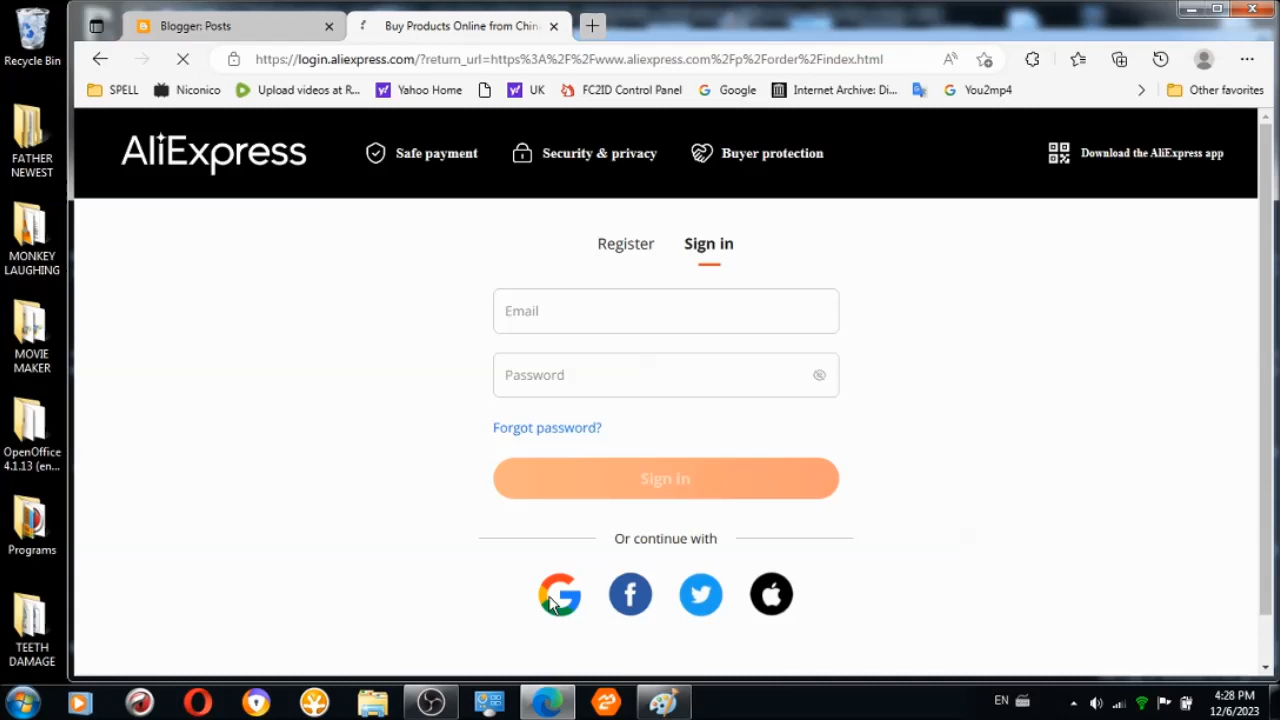 Recycle Bin
FATHER
NEWEST
MONKEY
LAUGHING
MOVIE
MAKER
OpenOffice
4.1.13 (en...
Programs
TEETH
DAMAGE
Blogger: Posts
Buy Products Online from Chin
https://login.aliexpress.com/?return_url=https%3A%2F%2Fwww.aliexpress.com%2Fp%2Forder%2Findex.html
SPELL Niconico Upload videos at R... Yahoo Home UK FC2ID Control Panel Google Internet Archive: Di... You2mp4 Other favorites
AliExpress Safe payment Security & privacy Buyer protection Download the AliExpress app
Register Sign in
Email
Password
Forgot password?
Sign in
Or continue with
EN
4:28 PM
12/6/2023